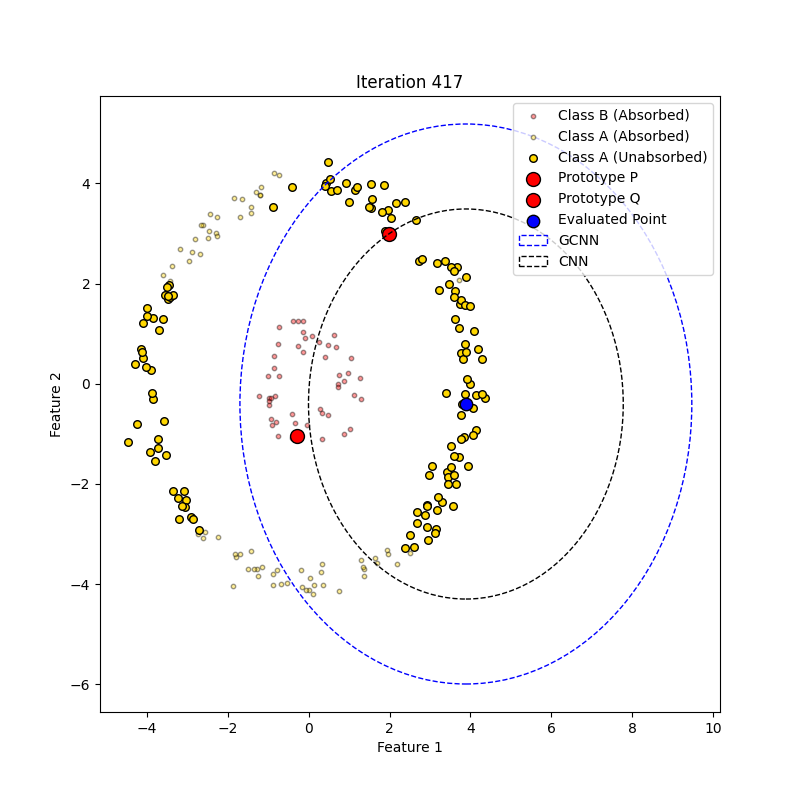 Iteration 417
Class B (Absorbed)
Class A (Absorbed)
Class A (Unabsorbed)
Prototype P
Prototype Q
Evaluated Point
GCNN
CNN
4
2
0
−2
−4
−6
Feature 2
−4
−2
0
2
4
6
8
10
Feature 1